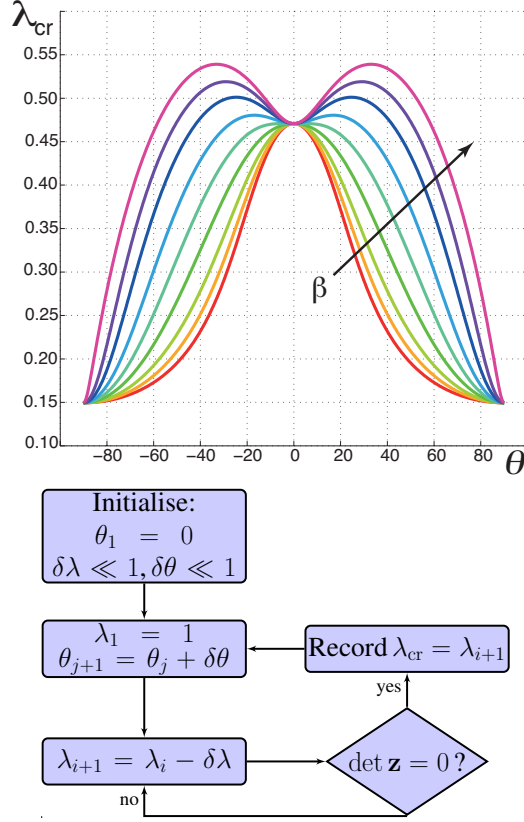 λcr
0.55
0.50
0.45
0.40
0.35
0.30
0.25
0.20
0.15
0.10
β
−80 −60 −40 −20 0 20 40 60 80
θ
Initialise:
θ₁ = 0
δλ ≪ 1, δθ ≪ 1
λ₁ = 1
θⱼ₊₁ = θⱼ + δθ
Record λcr = λᵢ₊₁
yes
λᵢ₊₁ = λᵢ − δλ
det z = 0 ?
no